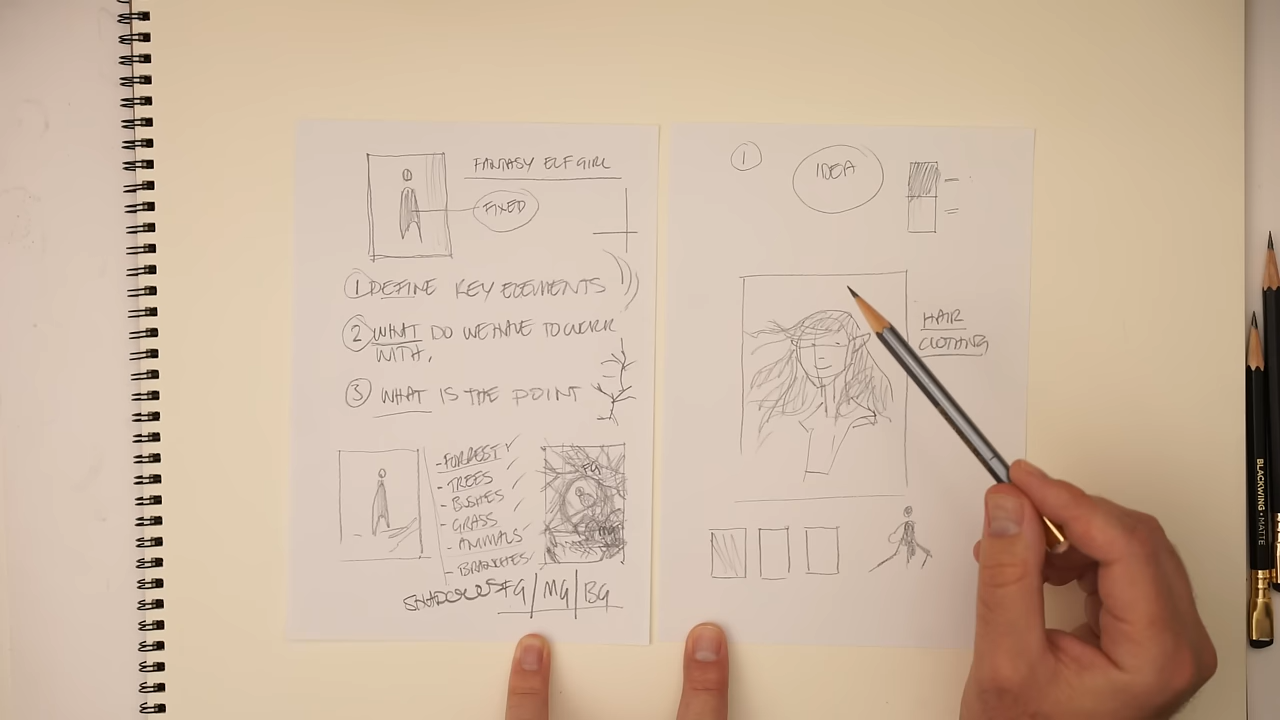 FANTASY ELF GIRL
FIXED
① DEFINE KEY ELEMENTS
② WHAT DO WE HAVE TO WORK
WITH.
③ WHAT IS THE POINT
- FORREST ✓
- TREES ✓
- BUSHES ✓
- GRASS ✓
- ANIMALS ✓
- BRANCHES ✓
SHADOWS
FG / MG / BG
FG
MG
① IDEA
HAIR
CLOTHING
BLACKWING • MATTE